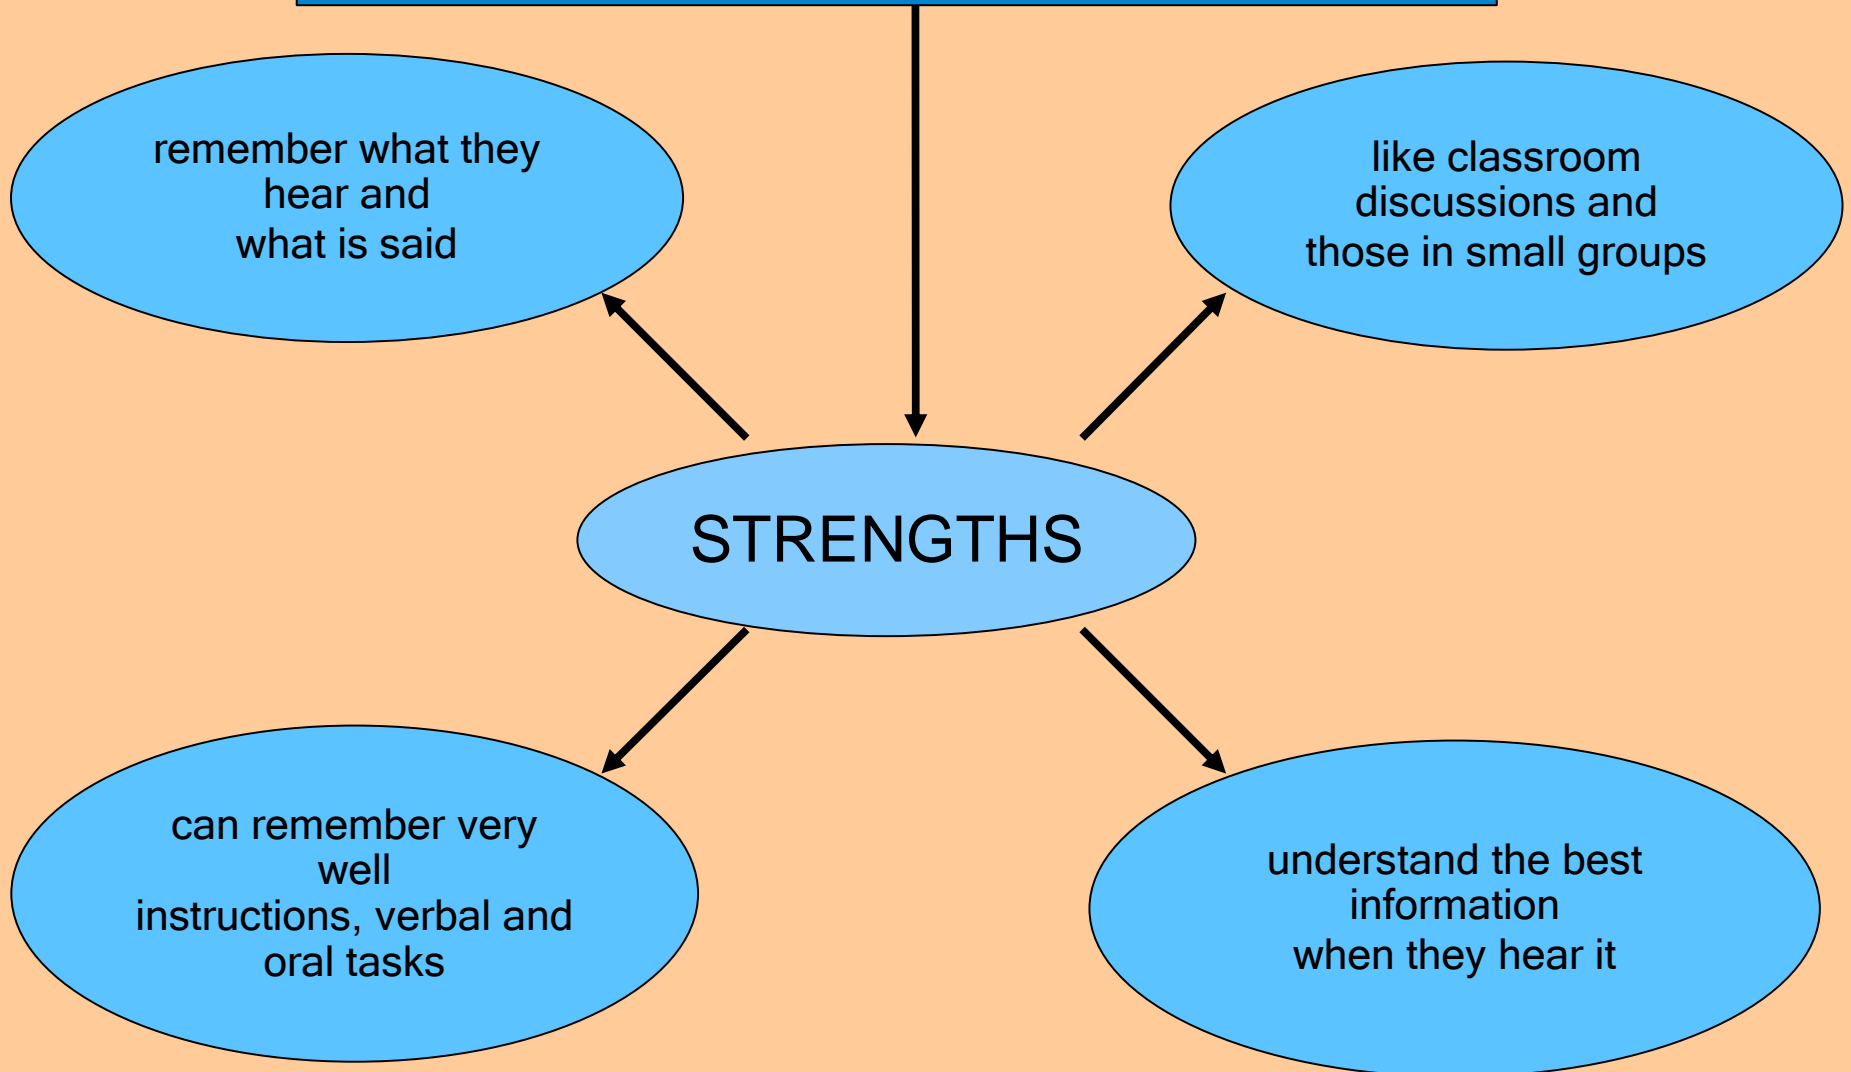 remember what they
hear and
what is said
like classroom
discussions and
those in small groups
STRENGTHS
can remember very
well
instructions, verbal and
oral tasks
understand the best
information
when they hear it